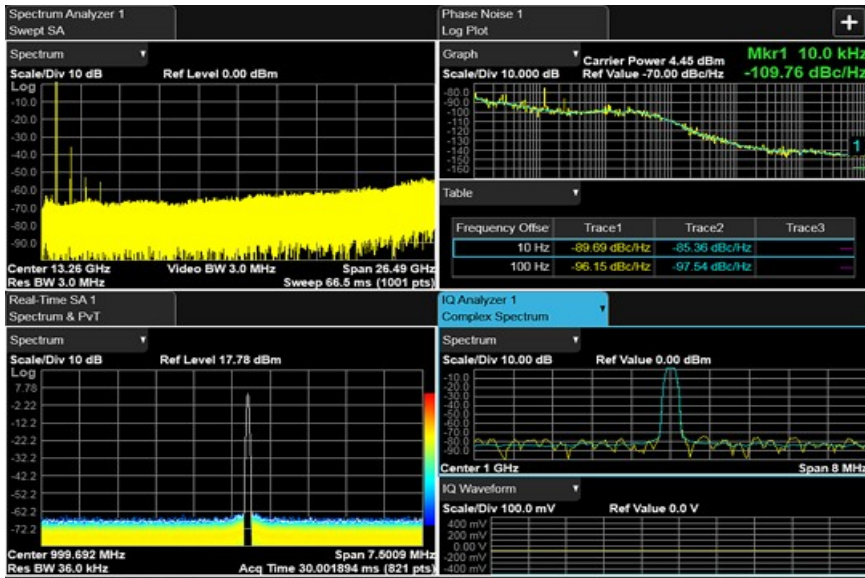 Spectrum Analyzer 1
Swept SA
Spectrum
Scale/Div 10 dB
Ref Level 0.00 dBm
Log
-10.0
-20.0
-30.0
-40.0
-50.0
-60.0
-70.0
-80.0
-90.0
Center 13.26 GHz
Video BW 3.0 MHz
Span 26.49 GHz
Res BW 3.0 MHz
Sweep 66.5 ms (1001 pts)
Phase Noise 1
Log Plot
+
Graph
Carrier Power 4.45 dBm
Mkr1 10.0 kHz
Scale/Div 10.000 dB
Ref Value -70.00 dBc/Hz
-109.76 dBc/Hz
-80.0
-90.0
-100
-110
-120
-130
-140
-150
-160
1
Table
Frequency Offse Trace1 Trace2 Trace3
10 Hz -89.69 dBc/Hz -85.36 dBc/Hz ---
100 Hz -96.15 dBc/Hz -97.54 dBc/Hz ---
Real-Time SA 1
Spectrum & PvT
Spectrum
Scale/Div 10 dB
Ref Level 17.78 dBm
Log
7.78
-2.22
-12.2
-22.2
-32.2
-42.2
-52.2
-62.2
-72.2
Center 999.692 MHz
Span 7.5009 MHz
Res BW 36.0 kHz
Acq Time 30.001894 ms (821 pts)
IQ Analyzer 1
Complex Spectrum
Spectrum
Scale/Div 10.00 dB
Ref Value 0.00 dBm
-10.0
-20.0
-30.0
-40.0
-50.0
-60.0
-70.0
-80.0
-90.0
Center 1 GHz
Span 8 MHz
IQ Waveform
Scale/Div 100.0 mV
Ref Value 0.0 V
400 mV
200 mV
0.00 V
-200 mV
-400 mV